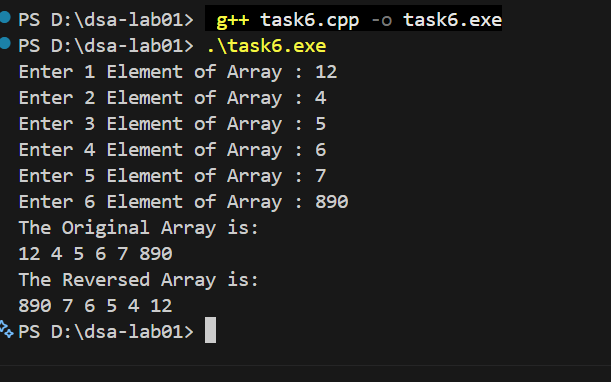 PS D:\dsa-lab01> g++ task6.cpp -o task6.exe
PS D:\dsa-lab01> .\task6.exe
Enter 1 Element of Array : 12
Enter 2 Element of Array : 4
Enter 3 Element of Array : 5
Enter 4 Element of Array : 6
Enter 5 Element of Array : 7
Enter 6 Element of Array : 890
The Original Array is:
12 4 5 6 7 890
The Reversed Array is:
890 7 6 5 4 12
PS D:\dsa-lab01>